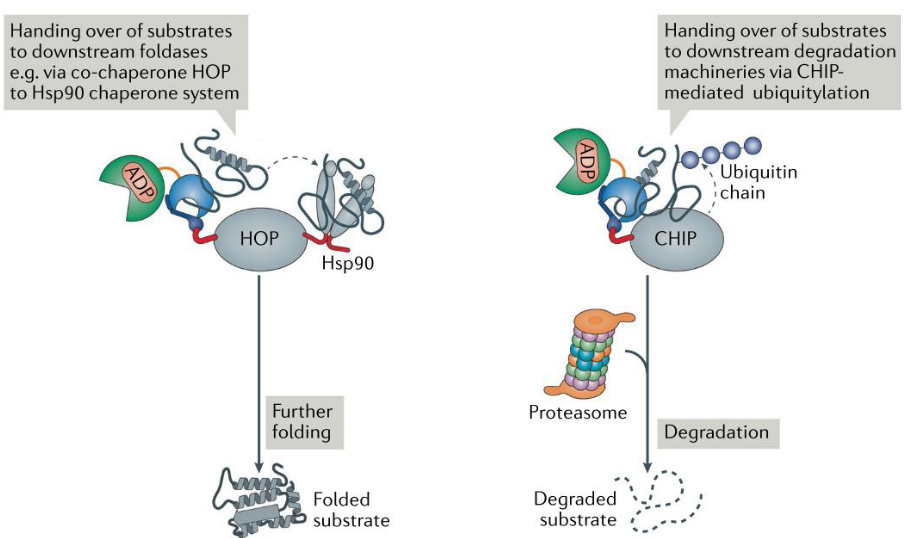 Handing over of substrates
to downstream foldases
e.g. via co-chaperone HOP
to Hsp90 chaperone system
ADP
HOP
Hsp90
Further
folding
Folded
substrate
Handing over of substrates
to downstream degradation
machineries via CHIP-
mediated ubiquitylation
ADP
Ubiquitin
chain
CHIP
Proteasome
Degradation
Degraded
substrate